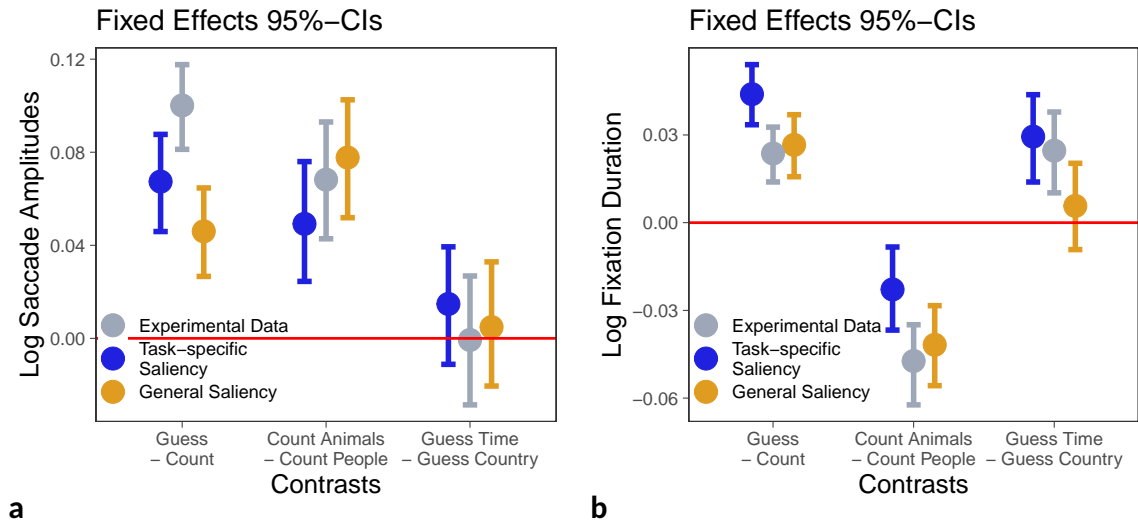 Fixed Effects 95%−CIs
Log Saccade Amplitudes
0.12
0.08
0.04
0.00
Experimental Data
Task−specific
Saliency
General Saliency
Guess
− Count
Count Animals
− Count People
Guess Time
− Guess Country
Contrasts
a
Fixed Effects 95%−CIs
Log Fixation Duration
0.03
0.00
−0.03
−0.06
Experimental Data
Task−specific
Saliency
General Saliency
Guess
− Count
Count Animals
− Count People
Guess Time
− Guess Country
Contrasts
b